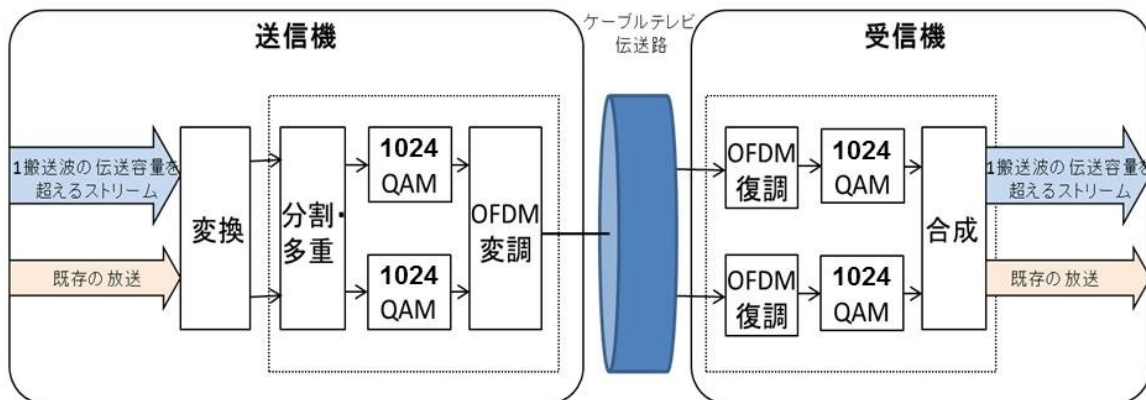 送信機
ケーブルテレビ
伝送路
受信機
1搬送波の伝送容量を
超えるストリーム
既存の放送
変換
分割・
多重
1024
QAM
1024
QAM
OFDM
変調
OFDM
復調
1024
QAM
OFDM
復調
1024
QAM
合成
1搬送波の伝送容量を
超えるストリーム
既存の放送